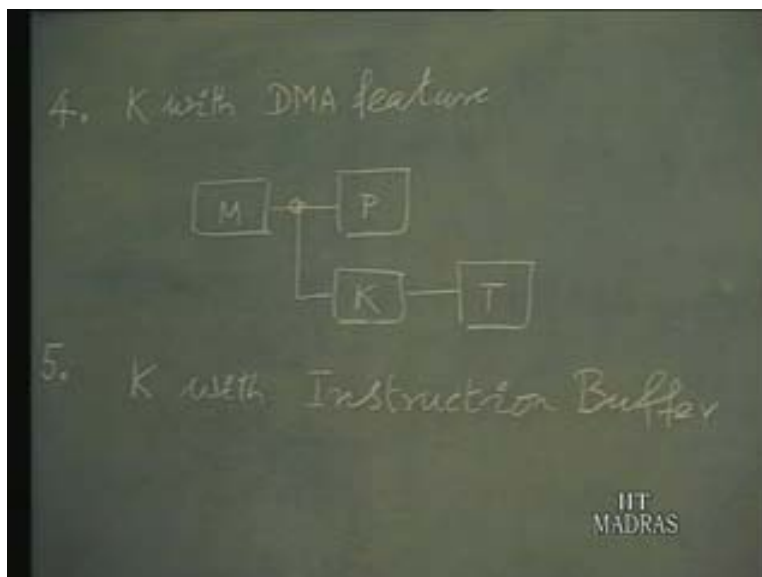 4. K with DMA feature
M P
K T
5. K with Instruction Buffer
IIT
MADRAS